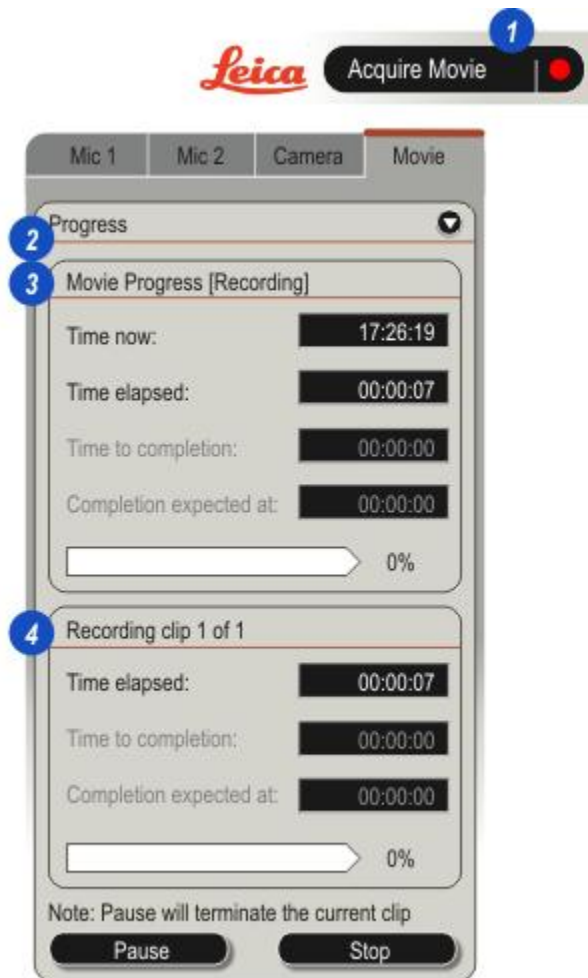 1
Leica Acquire Movie
Mic 1 Mic 2 Camera Movie
2 Progress
3 Movie Progress [Recording]
Time now: 17:26:19
Time elapsed: 00:00:07
Time to completion: 00:00:00
Completion expected at: 00:00:00
0%
4 Recording clip 1 of 1
Time elapsed: 00:00:07
Time to completion: 00:00:00
Completion expected at: 00:00:00
0%
Note: Pause will terminate the current clip
Pause Stop